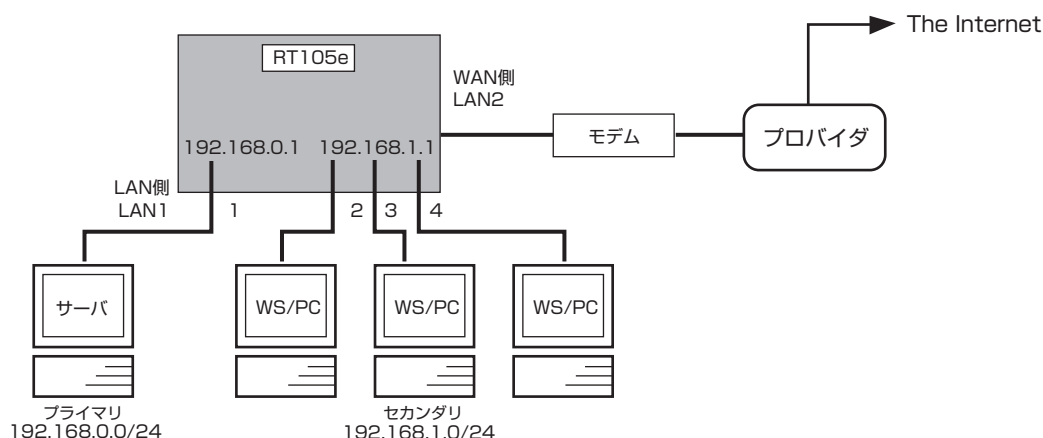 The Internet
RT105e
WAN側
LAN2
モデム
プロバイダ
192.168.0.1 192.168.1.1
LAN側
LAN1
1 2 3 4
サーバ WS/PC WS/PC WS/PC
プライマリ
192.168.0.0/24
セカンダリ
192.168.1.0/24